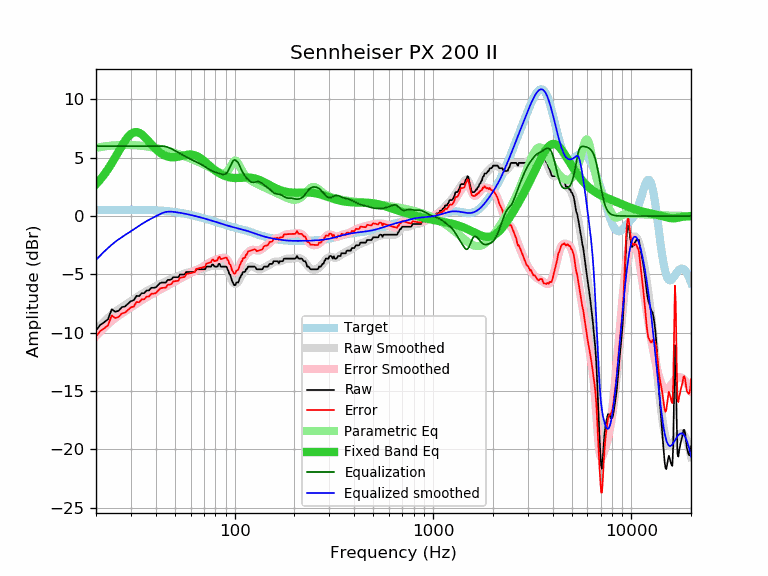 Sennheiser PX 200 II
Amplitude (dBr)
10
5
0
−5
−10
−15
−20
−25
Target
Raw Smoothed
Error Smoothed
Raw
Error
Parametric Eq
Fixed Band Eq
Equalization
Equalized smoothed
100
1000
10000
Frequency (Hz)